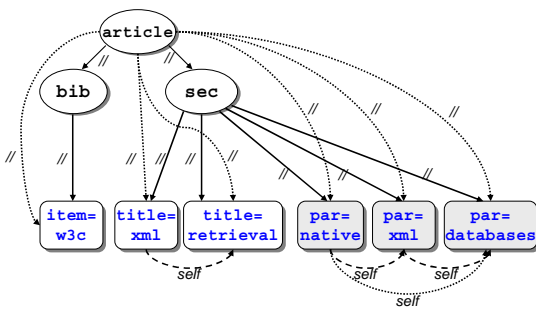 article
// //
bib sec
//
//
//
//
// // // // // // // //
item= title= title= par= par= par=
w3c xml retrieval native xml databases
self self self
self